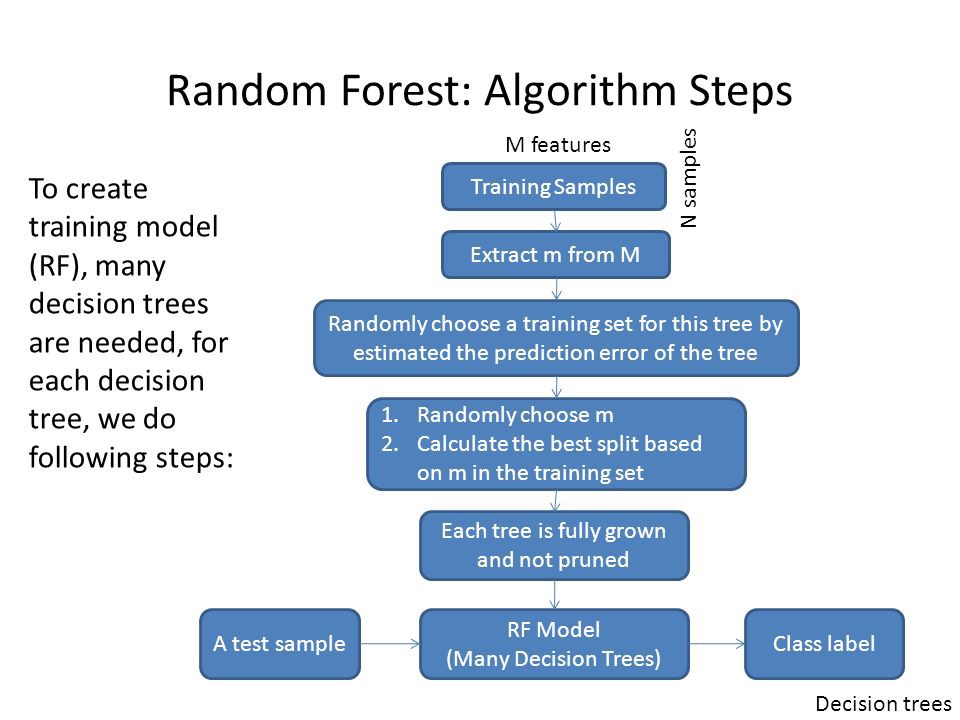 Random Forest: Algorithm Steps
To create
training model
(RF), many
decision trees
are needed, for
each decision
tree, we do
following steps:
M features
N samples
Training Samples
Extract m from M
Randomly choose a training set for this tree by
estimated the prediction error of the tree
1. Randomly choose m
2. Calculate the best split based
on m in the training set
Each tree is fully grown
and not pruned
A test sample
RF Model
(Many Decision Trees)
Class label
Decision trees